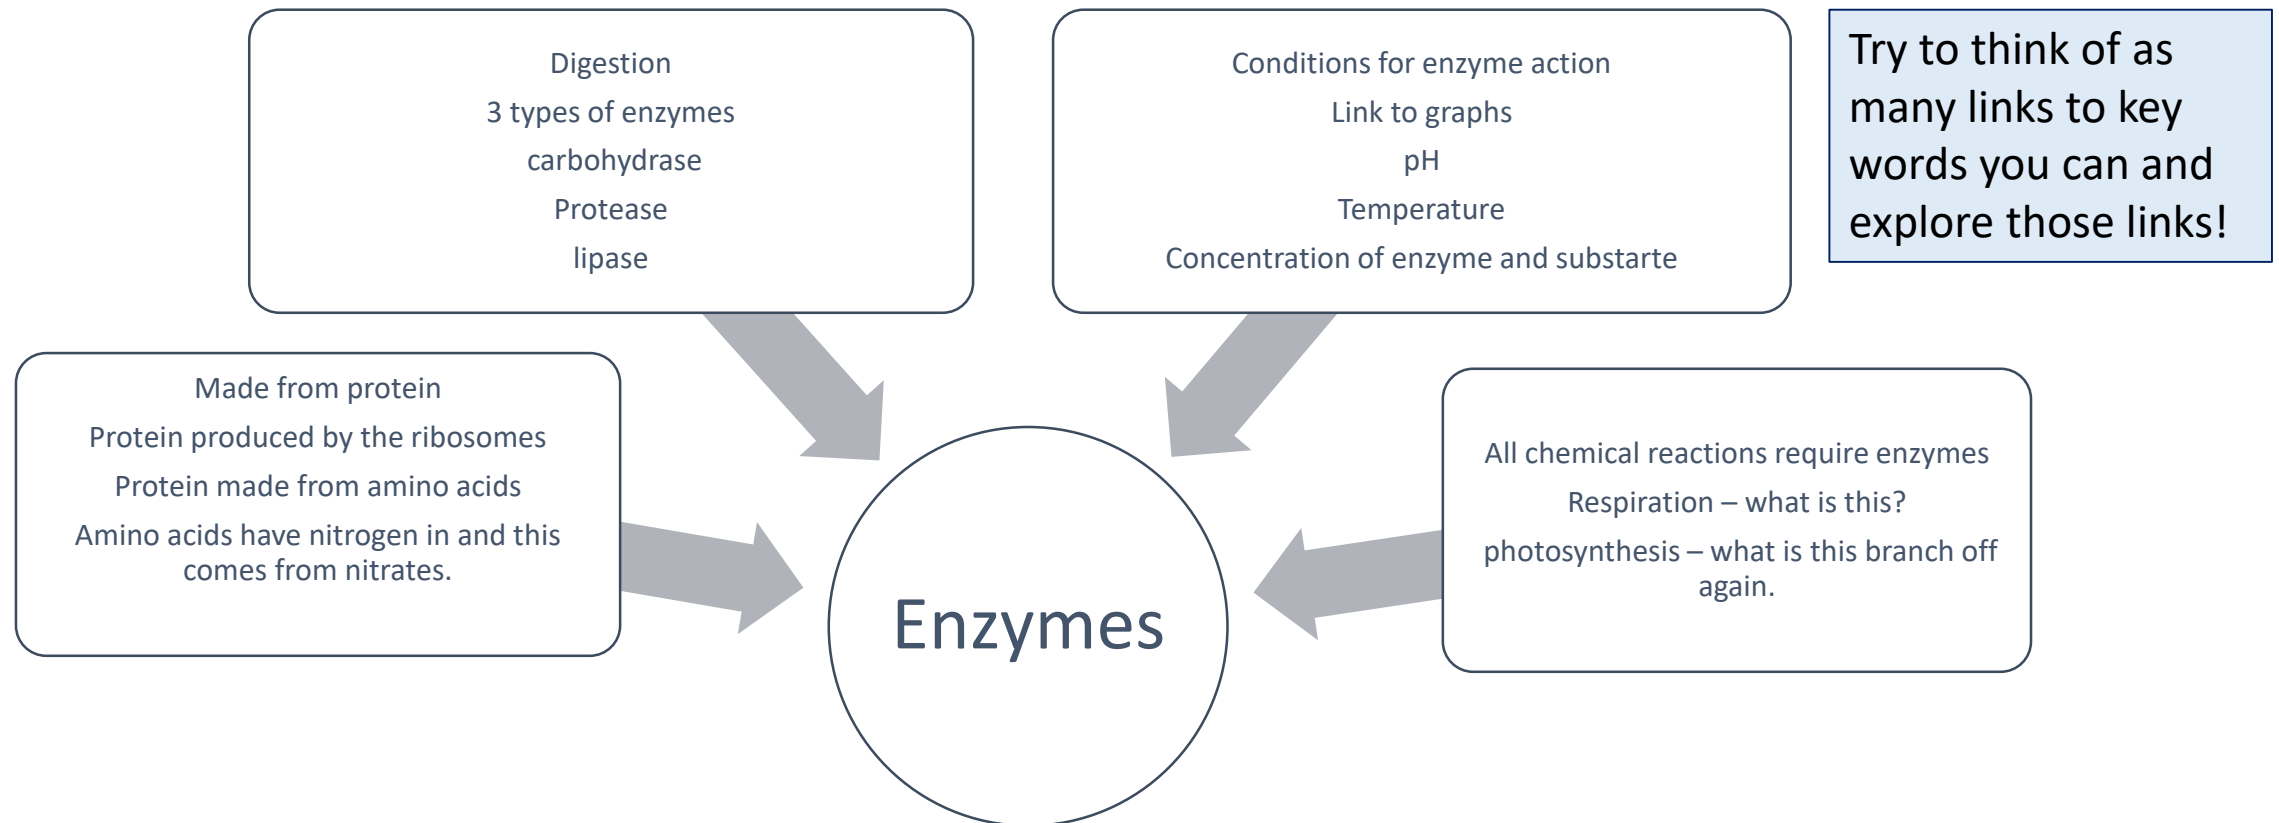 Digestion
3 types of enzymes
carbohydrase
Protease
lipase
Conditions for enzyme action
Link to graphs
pH
Temperature
Concentration of enzyme and substarte
Try to think of as
many links to key
words you can and
explore those links!
Made from protein
Protein produced by the ribosomes
Protein made from amino acids
Amino acids have nitrogen in and this
comes from nitrates.
All chemical reactions require enzymes
Respiration – what is this?
photosynthesis – what is this branch off
again.
Enzymes